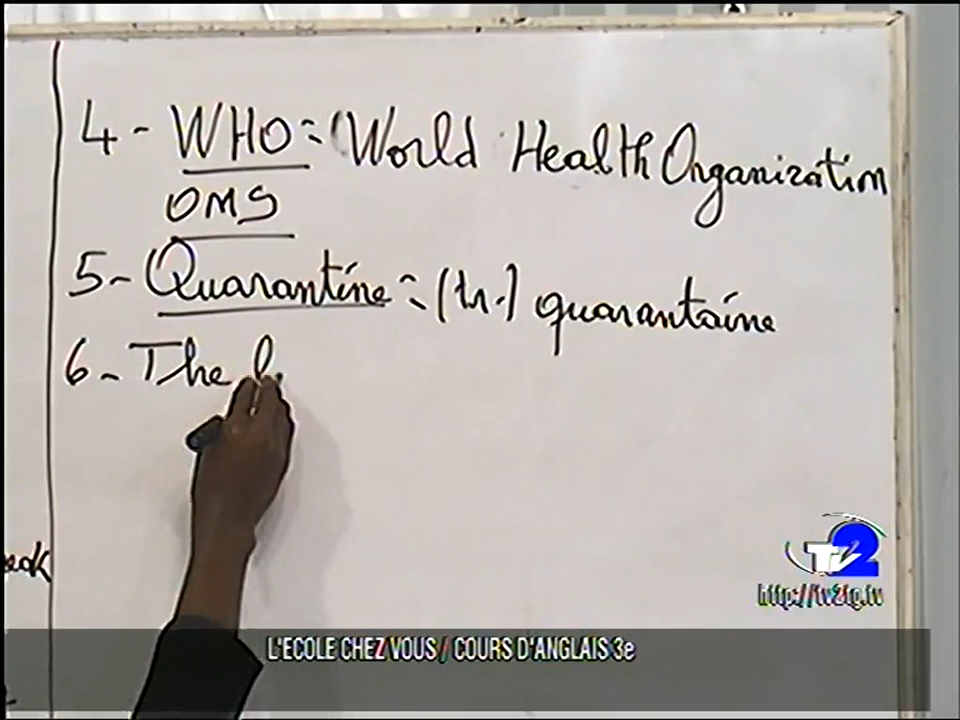 4- WHO = (World Health Organization
OMS
5- Quarantine = (tr.) quarantaine
6- The
TV2
http://tv2tg.tv
L'ECOLE CHEZ VOUS / COURS D'ANGLAIS 3e